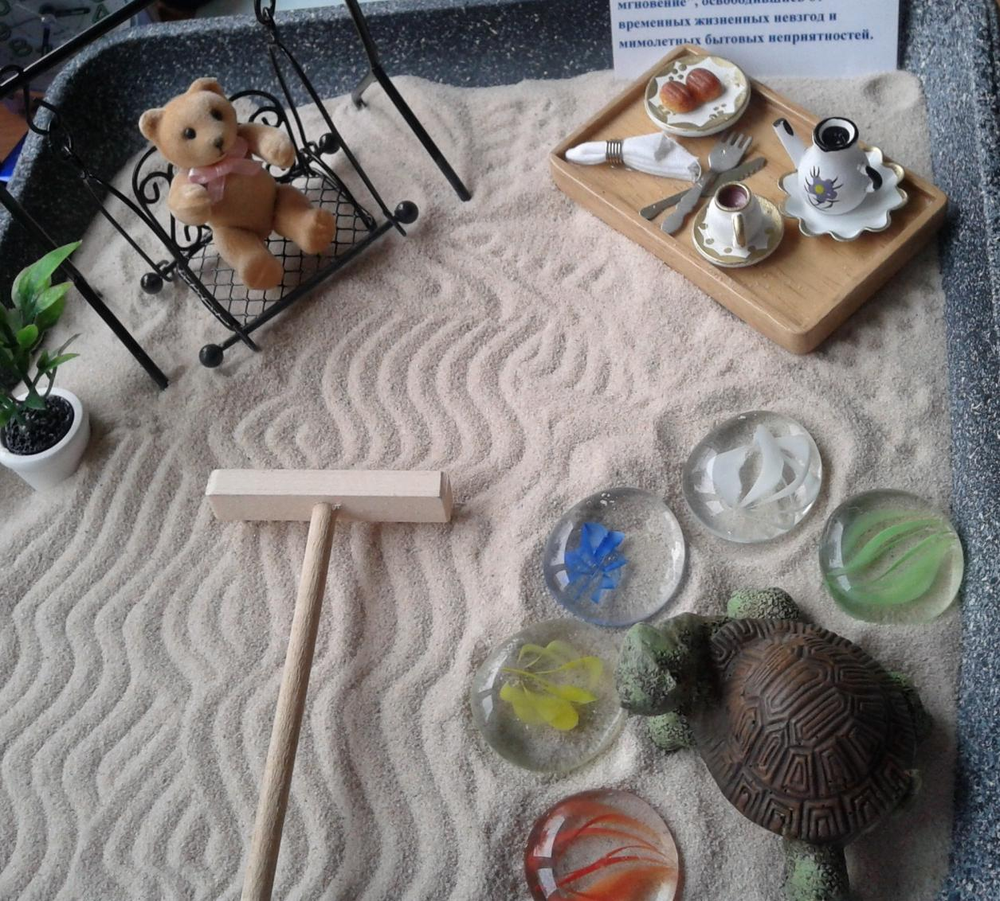 мгновение", освободившись от
временных жизненных невзгод и
мимолетных бытовых неприятностей.